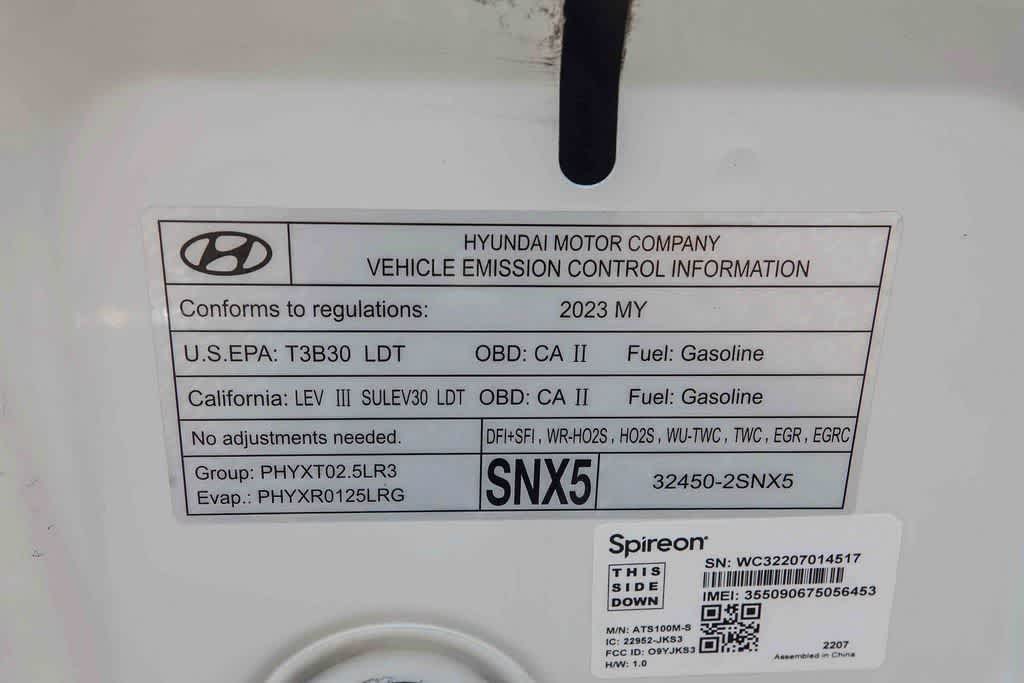 HYUNDAI MOTOR COMPANY
VEHICLE EMISSION CONTROL INFORMATION
Conforms to regulations: 2023 MY
U.S.EPA: T3B30 LDT OBD: CA II Fuel: Gasoline
California: LEV III SULEV30 LDT OBD: CA II Fuel: Gasoline
No adjustments needed. DFI+SFI , WR-HO2S , HO2S , WU-TWC , TWC , EGR , EGRC
Group: PHYXT02.5LR3
Evap.: PHYXR0125LRG
SNX5
32450-2SNX5
Spireon
THIS
SIDE
DOWN
SN: WC32207014517
IMEI: 355090675056453
M/N: ATS100M-S
IC: 22952-JKS3
FCC ID: O9YJKS3
H/W: 1.0
2207
Assembled in China